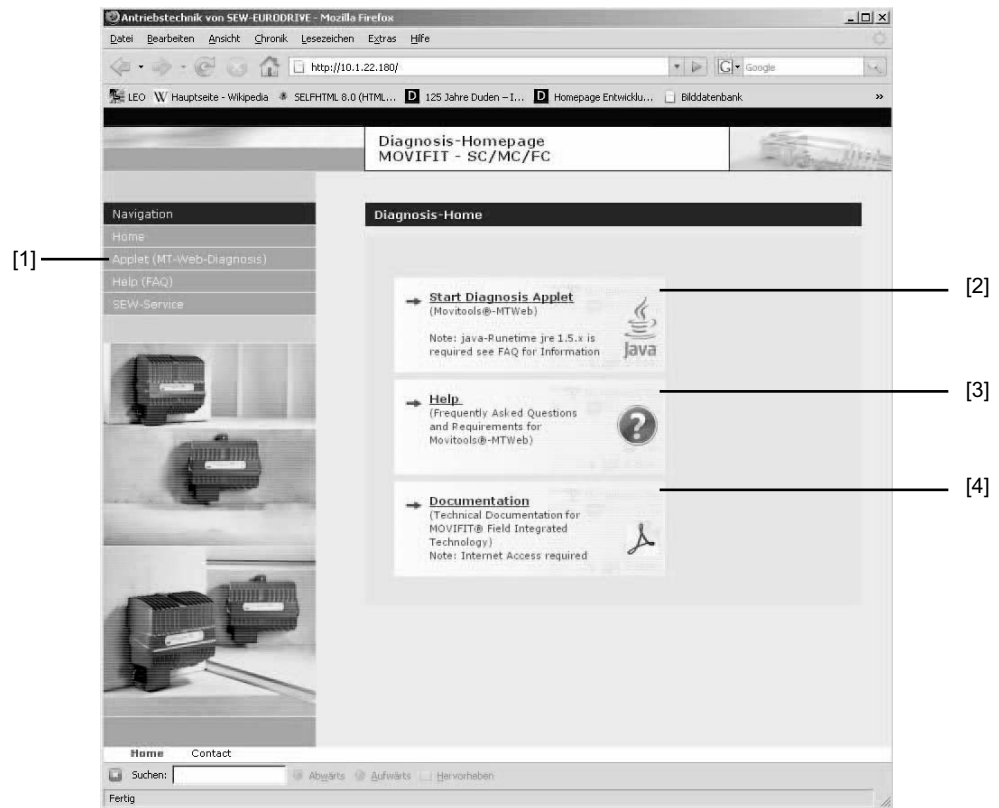 Antriebstechnik von SEW-EURODRIVE - Mozilla Firefox
Datei Bearbeiten Ansicht Chronik Lesezeichen Extras Hilfe
http://10.1.22.180/
G Google
LEO W Hauptseite - Wikipedia SELFHTML 8.0 (HTML... D 125 Jahre Duden – I... D Homepage Entwicklu... Bilddatenbank »
Diagnosis-Homepage
MOVIFIT - SC/MC/FC
Navigation
Home
Applet (MT-Web-Diagnosis)
Help (FAQ)
SEW-Service
[1]
Diagnosis-Home
Start Diagnosis Applet
(Movitools®-MTWeb)
Note: java-Runetime jre 1.5.x is
required see FAQ for Information
Java
[2]
Help
(Frequently Asked Questions
and Requirements for
Movitools®-MTWeb)
?
[3]
Documentation
(Technical Documentation for
MOVIFIT® Field Integrated
Technology)
Note: Internet Access required
[4]
Home Contact
Suchen: Abwärts Aufwärts Hervorheben
Fertig